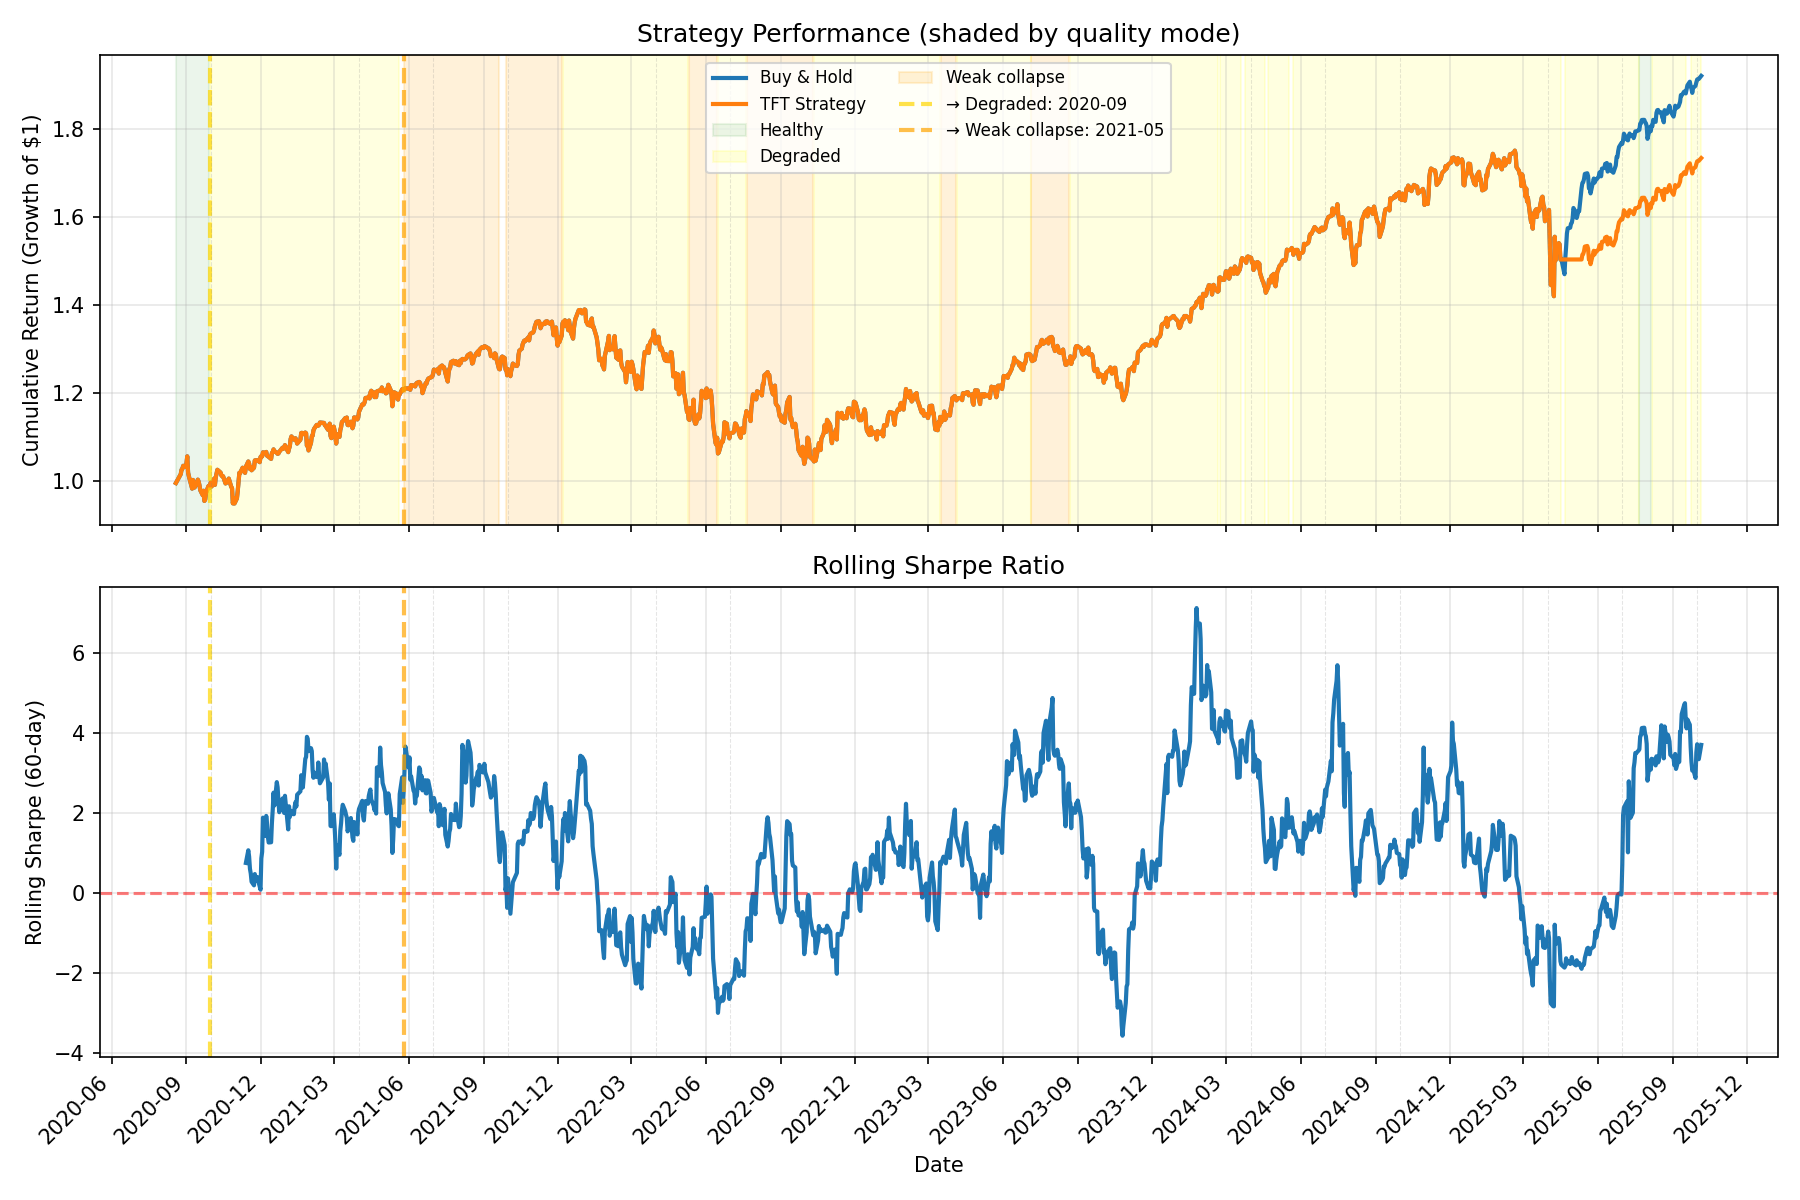 Strategy Performance (shaded by quality mode)
Cumulative Return (Growth of $1)
1.8
1.6
1.4
1.2
1.0
Buy & Hold
TFT Strategy
Healthy
Degraded
Weak collapse
→ Degraded: 2020-09
→ Weak collapse: 2021-05
Rolling Sharpe Ratio
Rolling Sharpe (60-day)
6
4
2
0
−2
−4
2020-06
2020-09
2020-12
2021-03
2021-06
2021-09
2021-12
2022-03
2022-06
2022-09
2022-12
2023-03
2023-06
2023-09
2023-12
2024-03
2024-06
2024-09
2024-12
2025-03
2025-06
2025-09
2025-12
Date